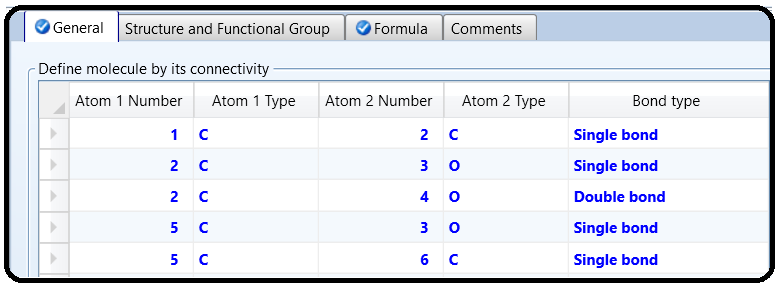 General Structure and Functional Group Formula Comments
Define molecule by its connectivity
Atom 1 Number Atom 1 Type Atom 2 Number Atom 2 Type Bond type
1 C 2 C Single bond
2 C 3 O Single bond
2 C 4 O Double bond
5 C 3 O Single bond
5 C 6 C Single bond